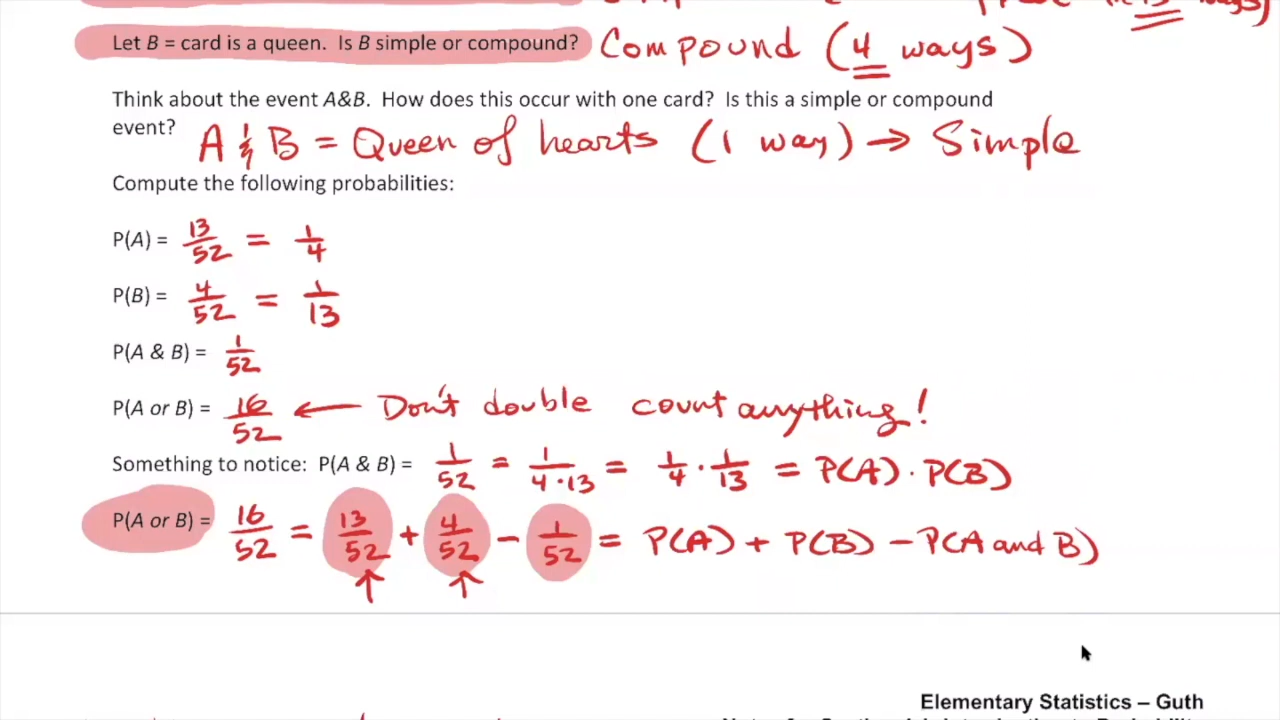 Let B = card is a queen. Is B simple or compound? Compound (4 ways)
Think about the event A&B. How does this occur with one card? Is this a simple or compound
event? A & B = Queen of hearts (1 way) → Simple
Compute the following probabilities:
P(A) = 13/52 = 1/4
P(B) = 4/52 = 1/13
P(A & B) = 1/52
P(A or B) = 16/52 ← Don't double count anything!
Something to notice: P(A & B) = 1/52 = 1/4·13 = 1/4 · 1/13 = P(A) · P(B)
P(A or B) = 16/52 = 13/52 + 4/52 − 1/52 = P(A) + P(B) − P(A and B)
Elementary Statistics – Guth